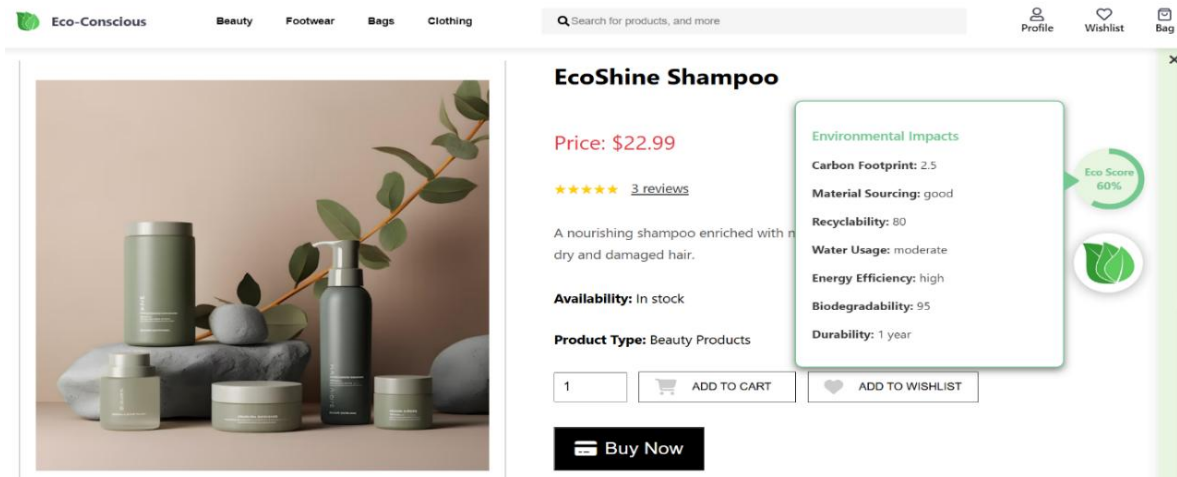 Eco-Conscious
Beauty
Footwear
Bags
Clothing
Search for products, and more
Profile
Wishlist
Bag
×
EcoShine Shampoo
Price: $22.99
3 reviews
A nourishing shampoo enriched with
dry and damaged hair.
Availability: In stock
Product Type: Beauty Products
1
ADD TO CART
ADD TO WISHLIST
Buy Now
Environmental Impacts
Carbon Footprint: 2.5
Material Sourcing: good
Recyclability: 80
Water Usage: moderate
Energy Efficiency: high
Biodegradability: 95
Durability: 1 year
Eco Score
60%